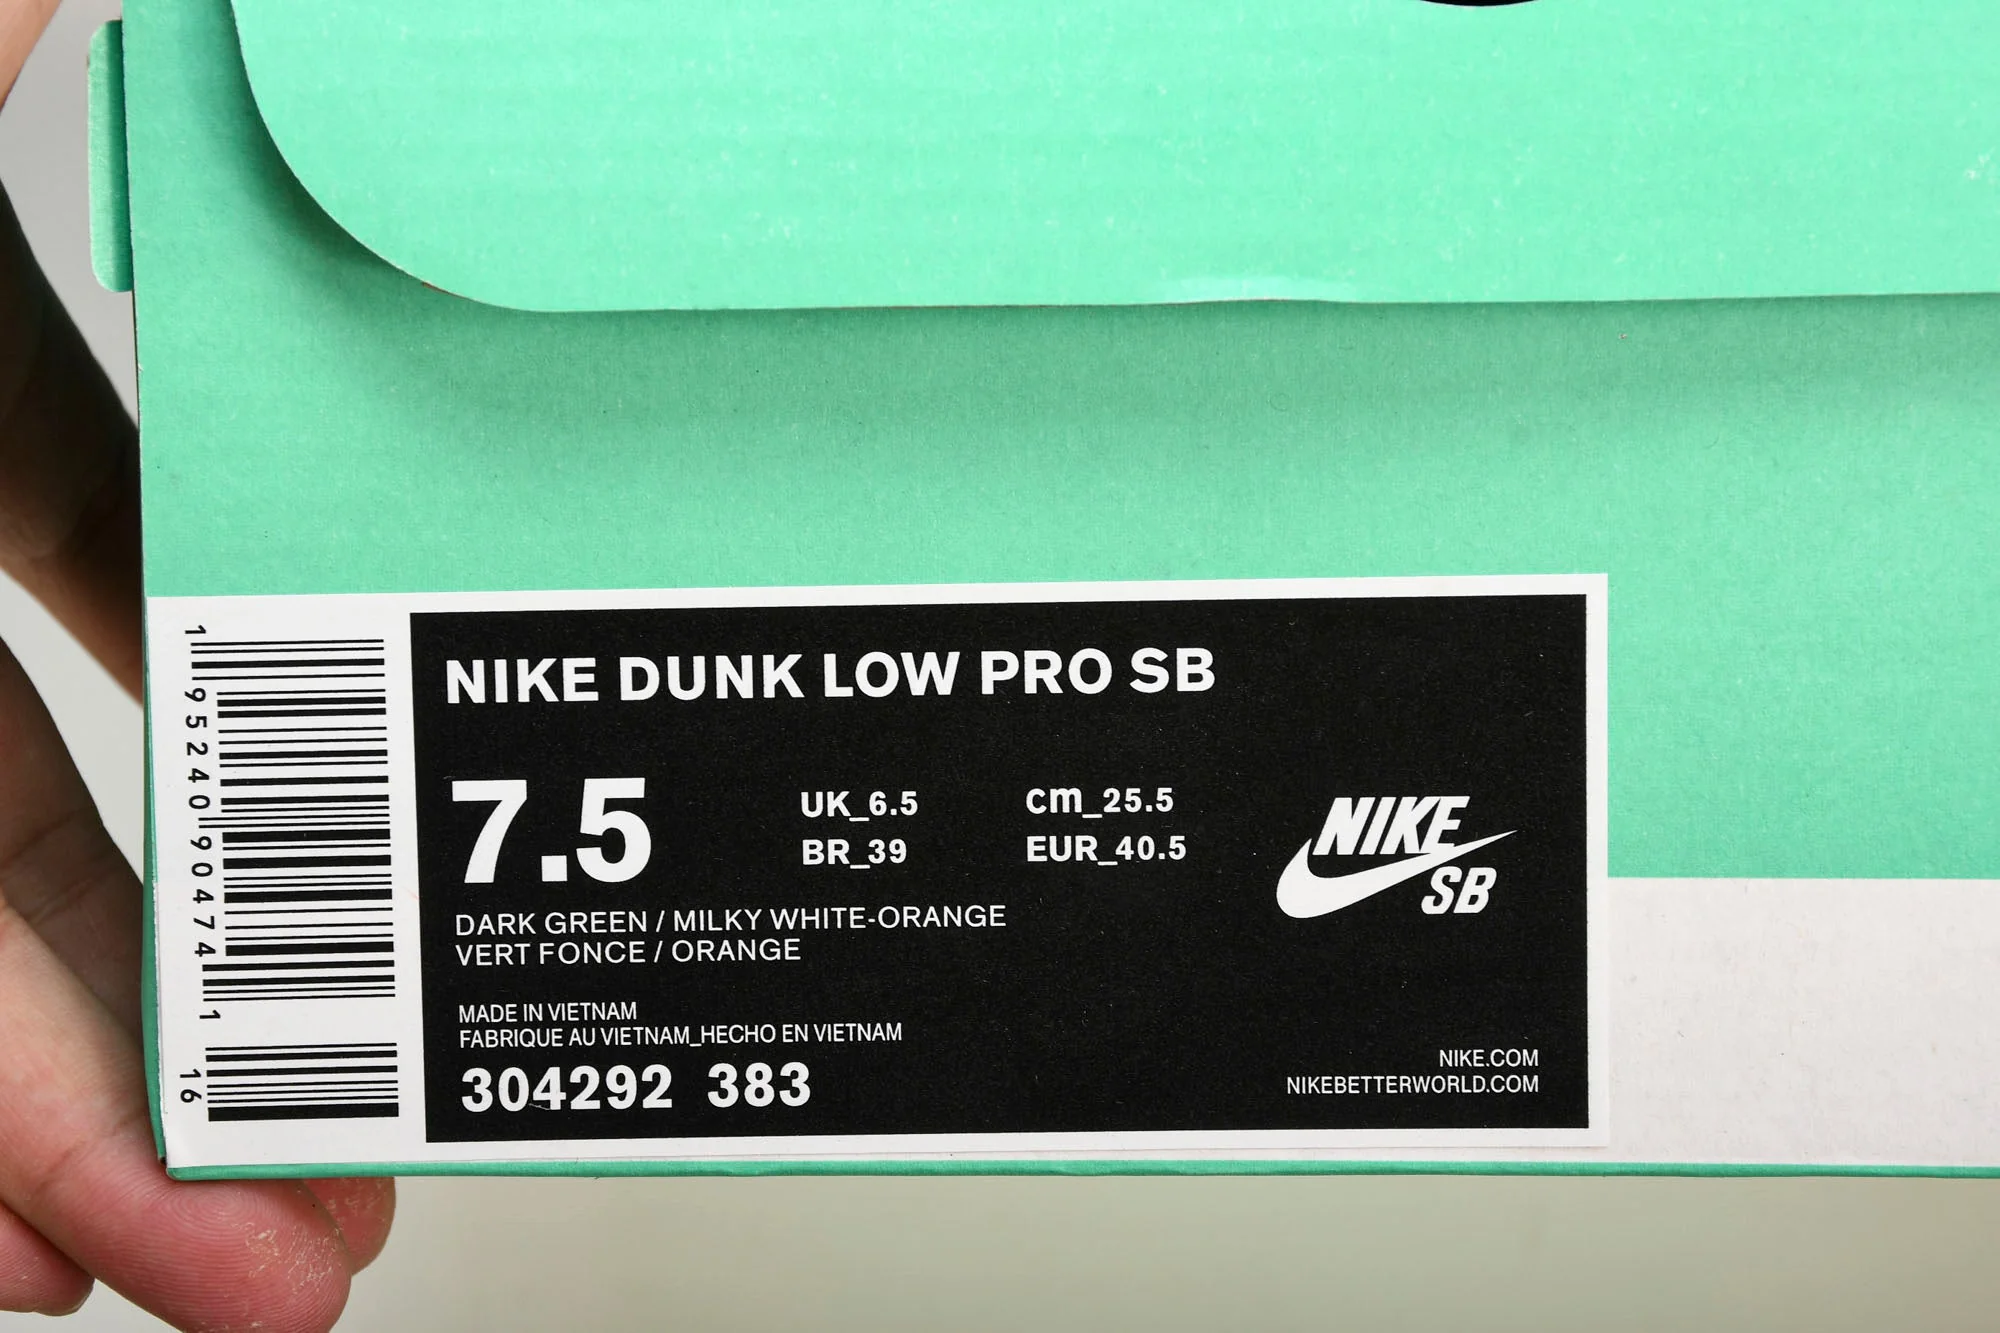 1 95240 90474 1
16
NIKE DUNK LOW PRO SB
7.5
UK_6.5
cm_25.5
BR_39
EUR_40.5
NIKE
SB
DARK GREEN / MILKY WHITE-ORANGE
VERT FONCE / ORANGE
MADE IN VIETNAM
FABRIQUE AU VIETNAM_HECHO EN VIETNAM
304292 383
NIKE.COM
NIKEBETTERWORLD.COM